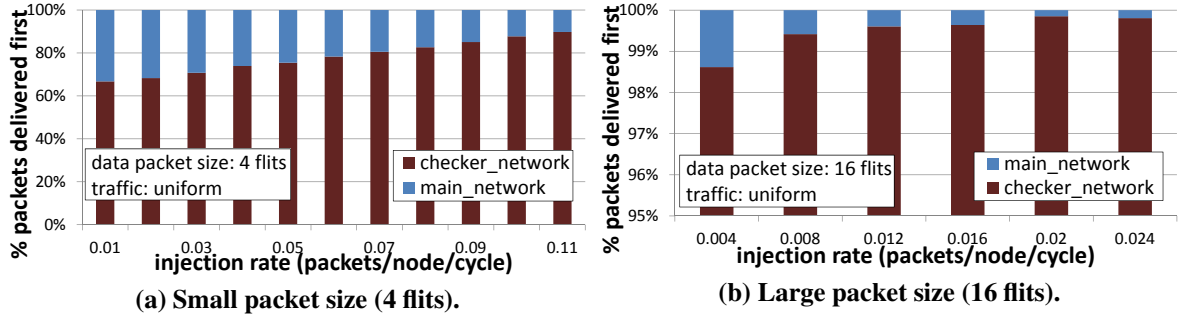 % packets delivered first
100%
80%
60%
40%
20%
0%
data packet size: 4 flits
traffic: uniform
checker_network
main_network
0.01 0.03 0.05 0.07 0.09 0.11
injection rate (packets/node/cycle)
(a) Small packet size (4 flits).
% packets delivered first
100%
99%
98%
97%
96%
95%
data packet size: 16 flits
traffic: uniform
main_network
checker_network
0.004 0.008 0.012 0.016 0.02 0.024
injection rate (packets/node/cycle)
(b) Large packet size (16 flits).